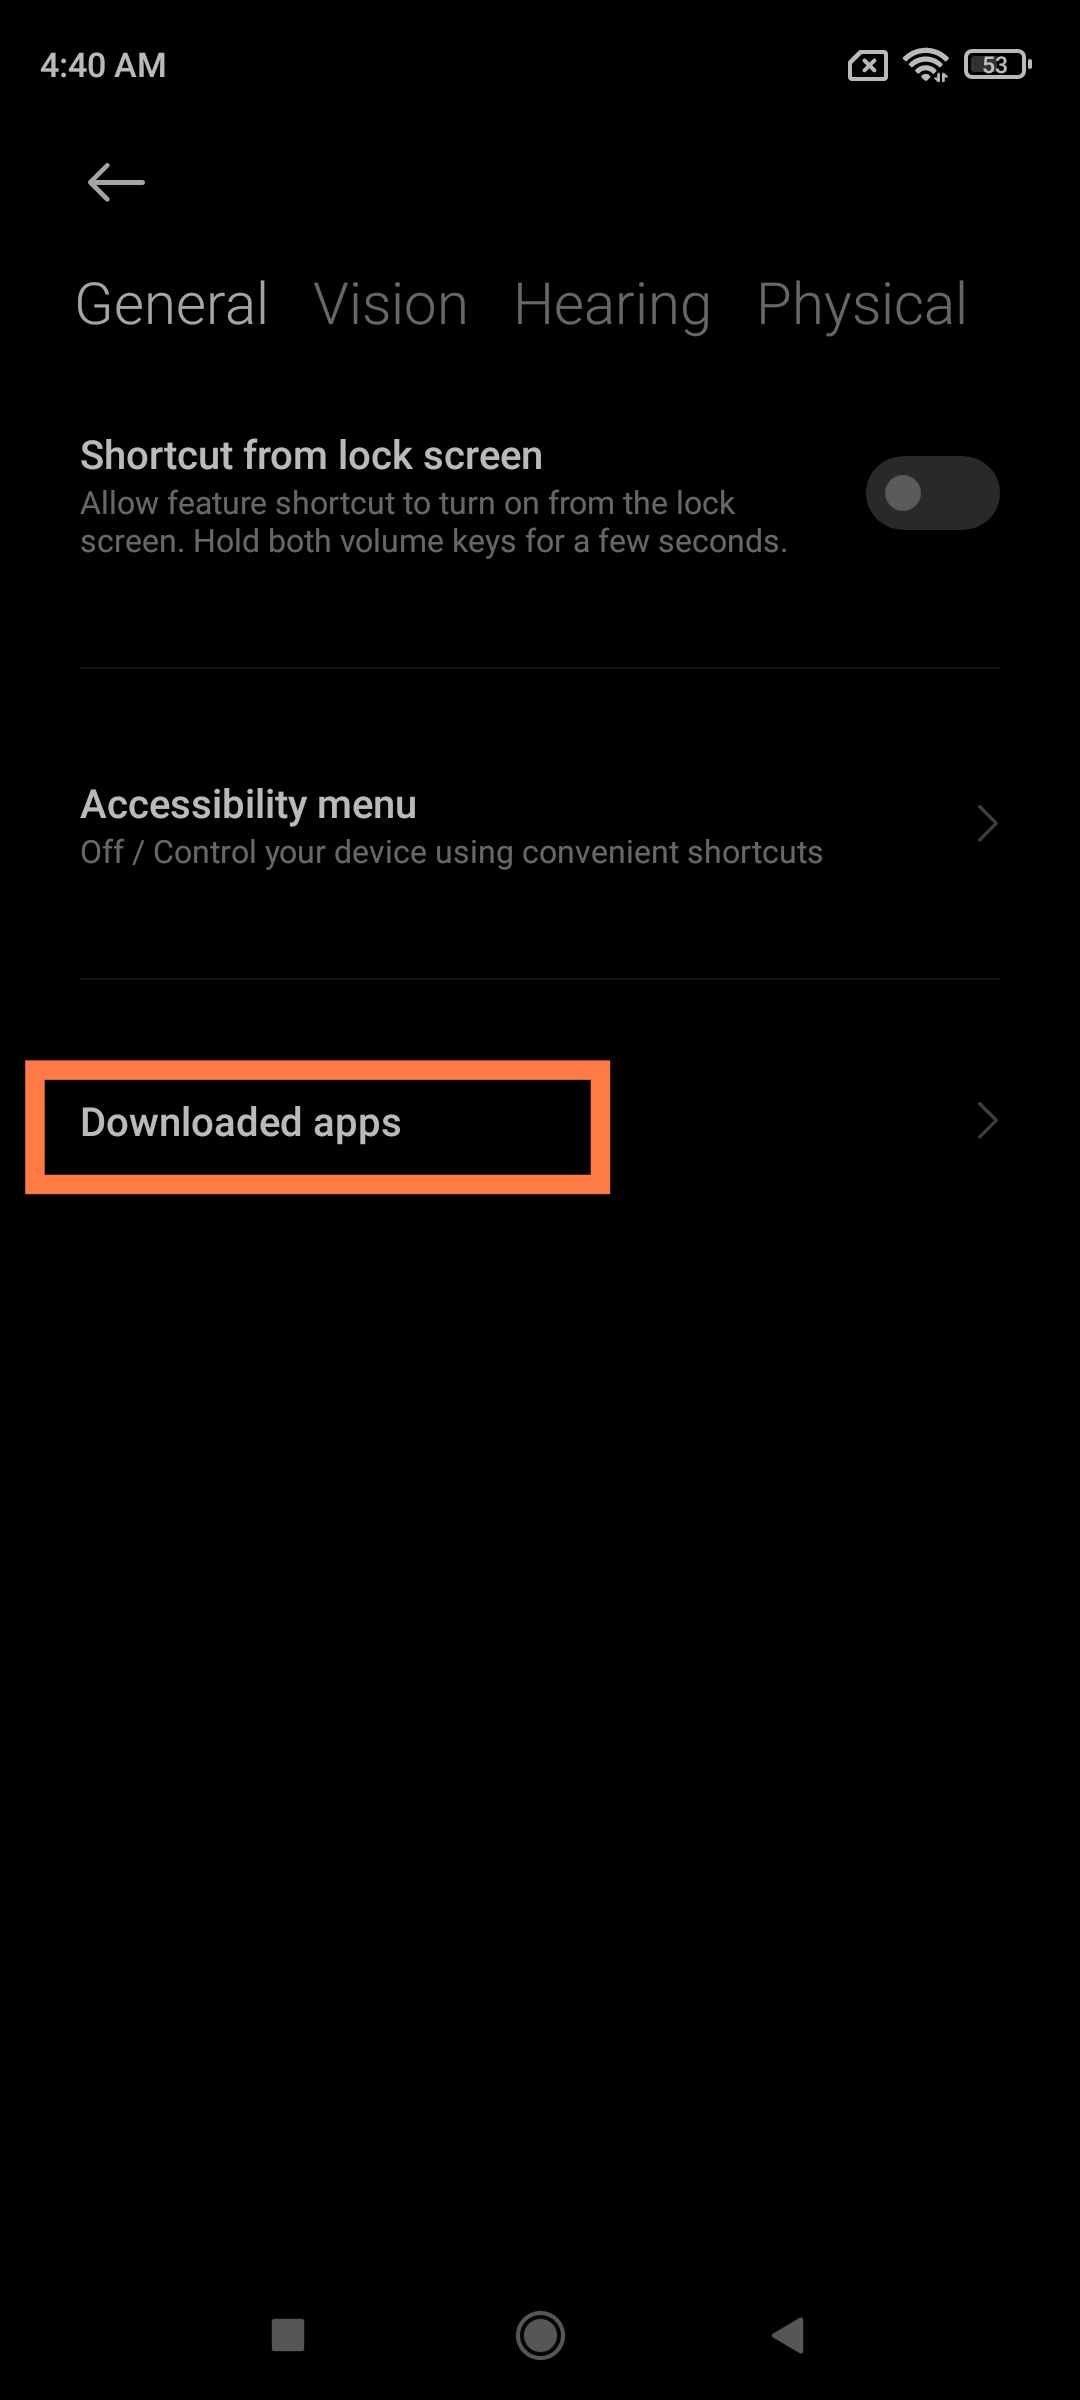 4:40 AM 53
General Vision Hearing Physical
Shortcut from lock screen
Allow feature shortcut to turn on from the lock
screen. Hold both volume keys for a few seconds.
Accessibility menu
Off / Control your device using convenient shortcuts
Downloaded apps